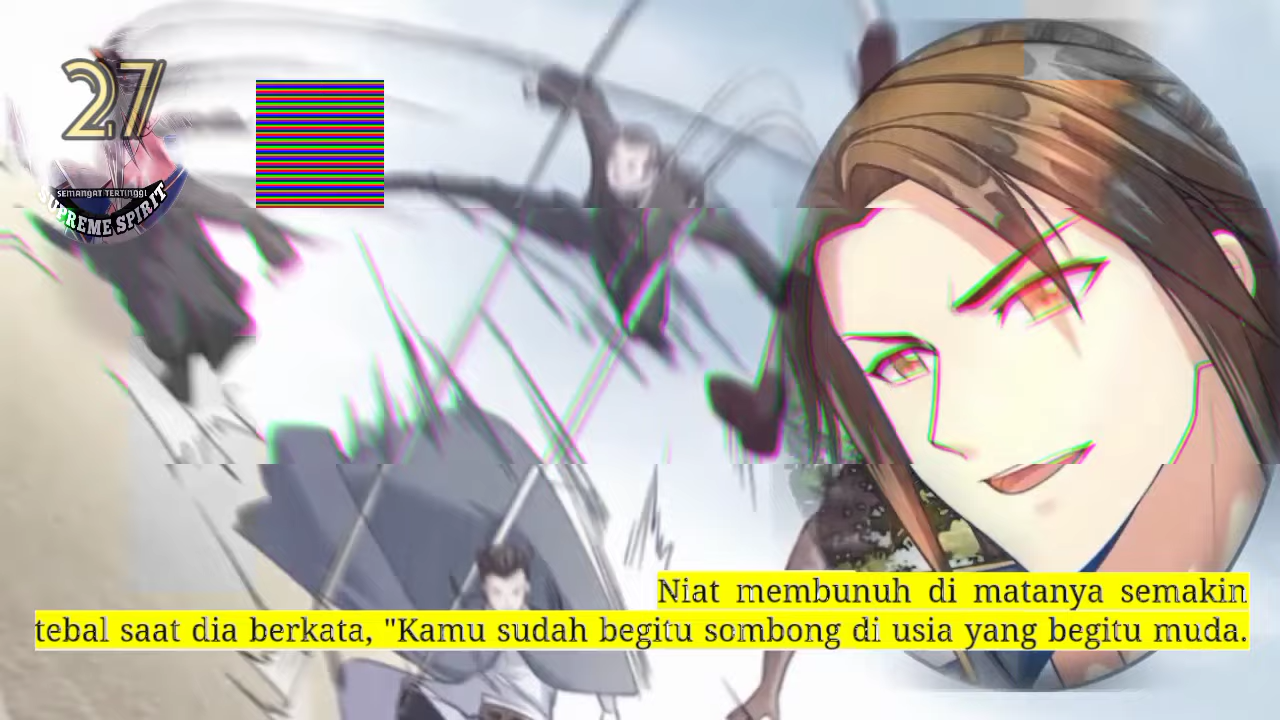 27
SEMANGAT TERTINGGI
SUPREME SPIRIT
Niat membunuh di matanya semakin
tebal saat dia berkata, "Kamu sudah begitu sombong di usia yang begitu muda.